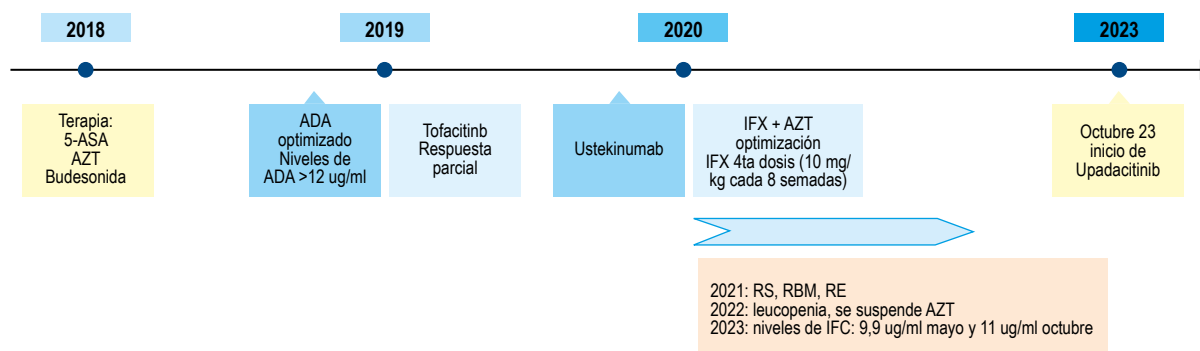 2018
2019
2020
2023
Terapia:
5-ASA
AZT
Budesonida
ADA
optimizado
Niveles de
ADA >12 ug/ml
Tofacitinb
Respuesta
parcial
Ustekinumab
IFX + AZT
optimización
IFX 4ta dosis (10 mg/
kg cada 8 semadas)
Octubre 23
inicio de
Upadacitinib
2021: RS, RBM, RE
2022: leucopenia, se suspende AZT
2023: niveles de IFC: 9,9 ug/ml mayo y 11 ug/ml octubre